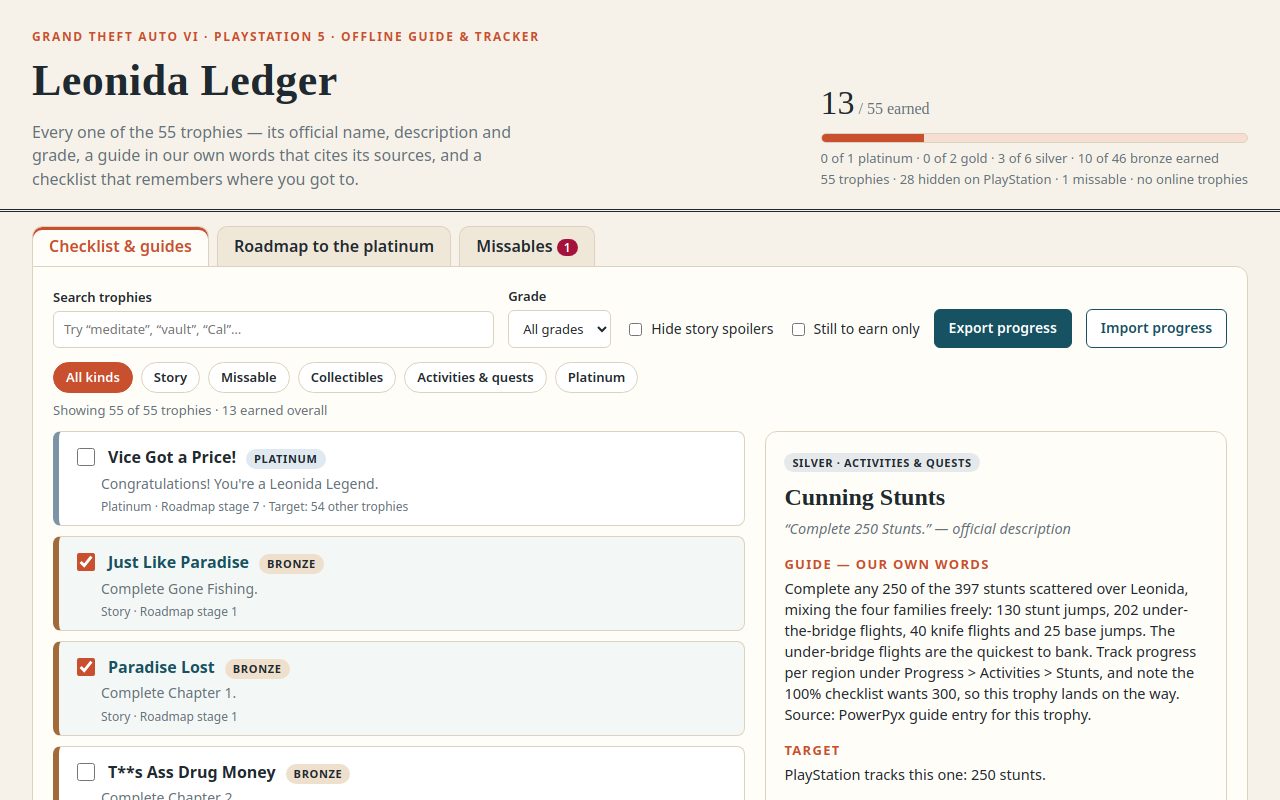 GRAND THEFT AUTO VI · PLAYSTATION 5 · OFFLINE GUIDE & TRACKER
Leonida Ledger
Every one of the 55 trophies — its official name, description and
grade, a guide in our own words that cites its sources, and a
checklist that remembers where you got to.
13 / 55 earned
0 of 1 platinum · 0 of 2 gold · 3 of 6 silver · 10 of 46 bronze earned
55 trophies · 28 hidden on PlayStation · 1 missable · no online trophies
Checklist & guides
Roadmap to the platinum
Missables 1
Search trophies
Try “meditate”, “vault”, “Cal”…
Grade
All grades
Hide story spoilers
Still to earn only
Export progress
Import progress
All kinds
Story
Missable
Collectibles
Activities & quests
Platinum
Showing 55 of 55 trophies · 13 earned overall
Vice Got a Price! PLATINUM
Congratulations! You're a Leonida Legend.
Platinum · Roadmap stage 7 · Target: 54 other trophies
Just Like Paradise BRONZE
Complete Gone Fishing.
Story · Roadmap stage 1
Paradise Lost BRONZE
Complete Chapter 1.
Story · Roadmap stage 1
T**s Ass Drug Money BRONZE
Complete Chapter 2.
SILVER · ACTIVITIES & QUESTS
Cunning Stunts
“Complete 250 Stunts.” — official description
GUIDE — OUR OWN WORDS
Complete any 250 of the 397 stunts scattered over Leonida,
mixing the four families freely: 130 stunt jumps, 202 under-
the-bridge flights, 40 knife flights and 25 base jumps. The
under-bridge flights are the quickest to bank. Track progress
per region under Progress > Activities > Stunts, and note the
100% checklist wants 300, so this trophy lands on the way.
Source: PowerPyx guide entry for this trophy.
TARGET
PlayStation tracks this one: 250 stunts.